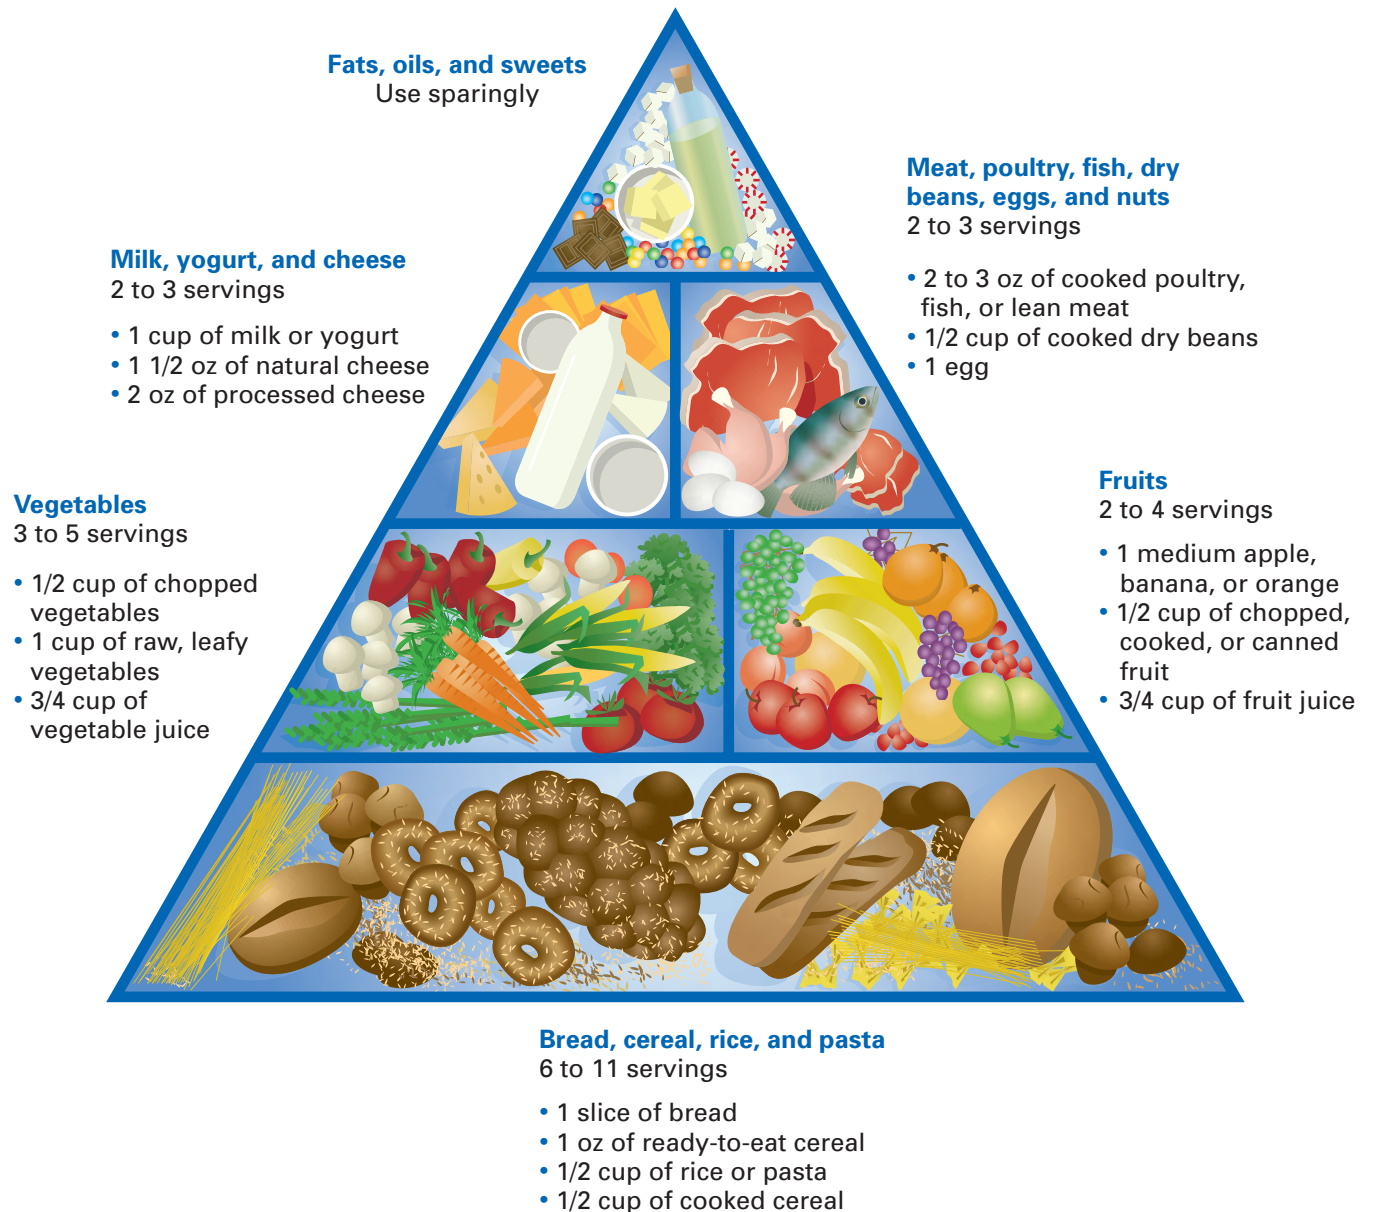 Fats, oils, and sweets
Use sparingly
Meat, poultry, fish, dry
beans, eggs, and nuts
2 to 3 servings
• 2 to 3 oz of cooked poultry,
fish, or lean meat
• 1/2 cup of cooked dry beans
• 1 egg
Milk, yogurt, and cheese
2 to 3 servings
• 1 cup of milk or yogurt
• 1 1/2 oz of natural cheese
• 2 oz of processed cheese
Vegetables
3 to 5 servings
• 1/2 cup of chopped
vegetables
• 1 cup of raw, leafy
vegetables
• 3/4 cup of
vegetable juice
Fruits
2 to 4 servings
• 1 medium apple,
banana, or orange
• 1/2 cup of chopped,
cooked, or canned
fruit
• 3/4 cup of fruit juice
Bread, cereal, rice, and pasta
6 to 11 servings
• 1 slice of bread
• 1 oz of ready-to-eat cereal
• 1/2 cup of rice or pasta
• 1/2 cup of cooked cereal